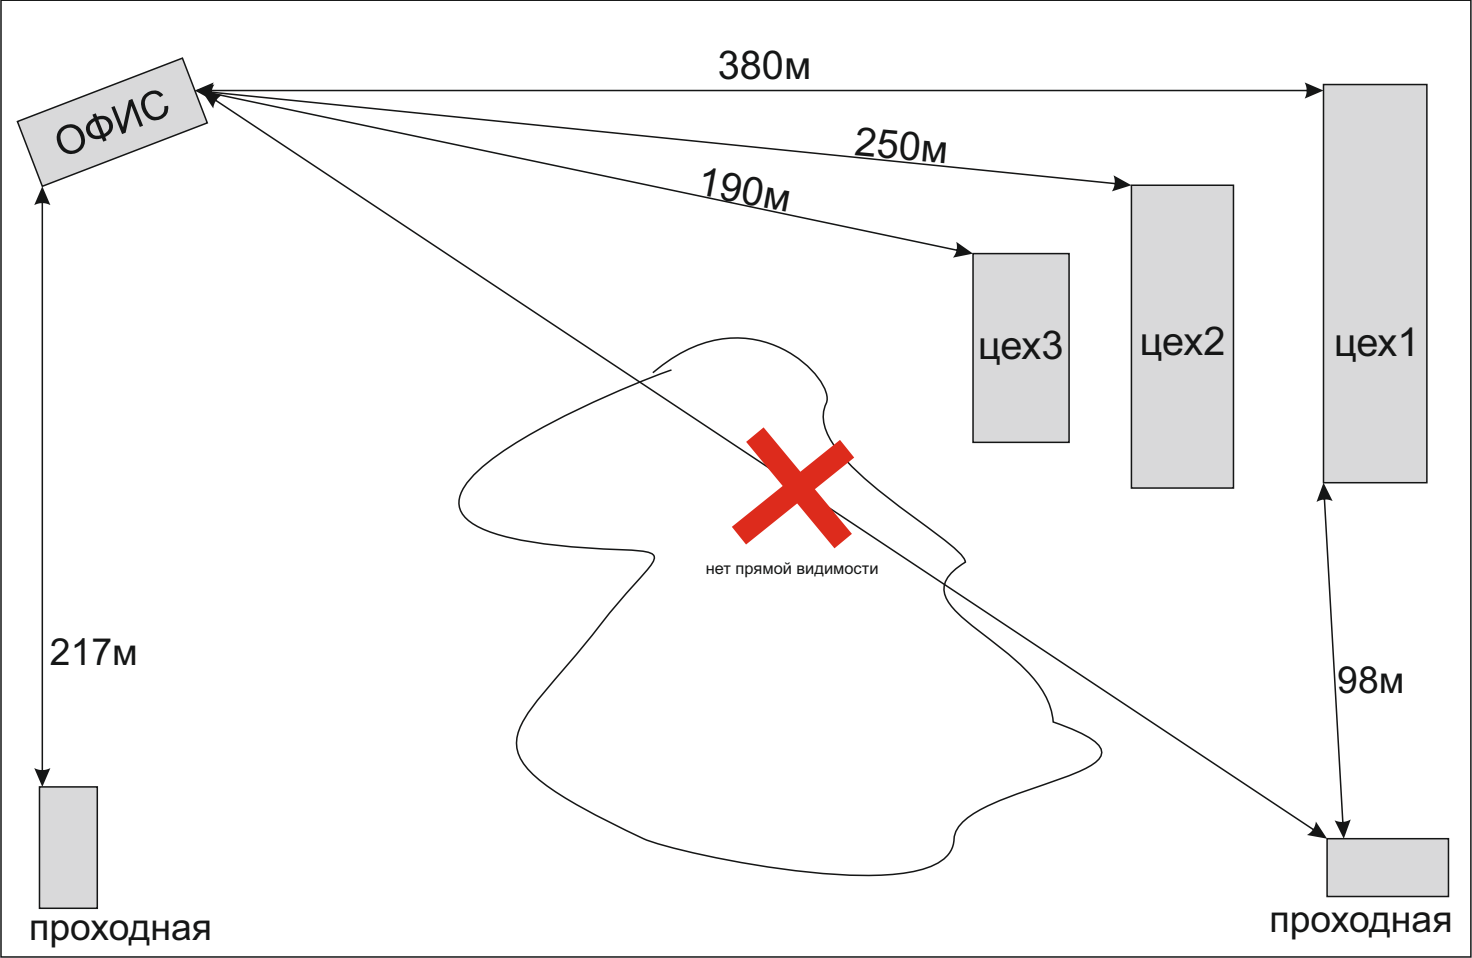 380м
ОФИС
250м
190м
цех3
цех2
цех1
нет прямой видимости
217м
98м
проходная
проходная